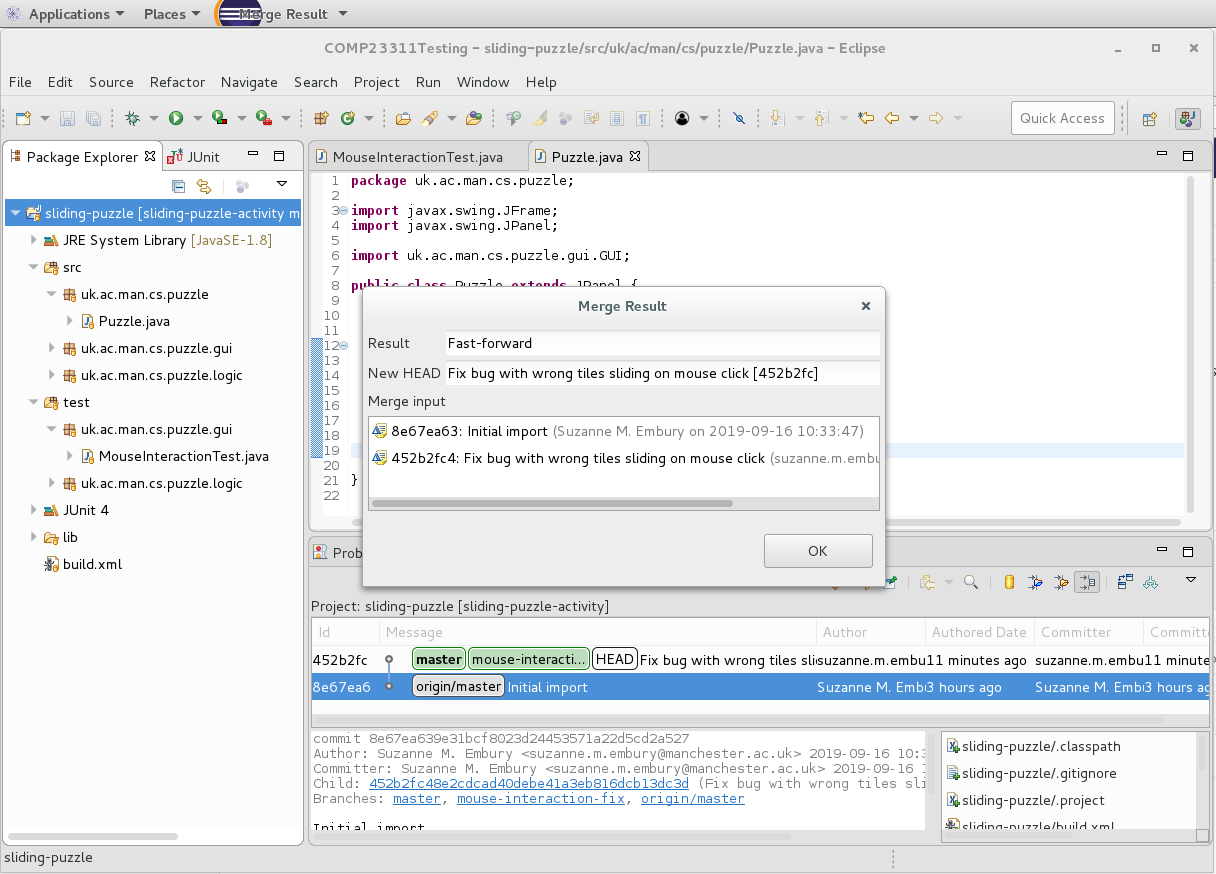 Applications Places Merge Result
COMP23311Testing – sliding-puzzle/src/uk/ac/man/cs/puzzle/Puzzle.java – Eclipse
File Edit Source Refactor Navigate Search Project Run Window Help
Quick Access
Package Explorer JUnit
sliding-puzzle [sliding-puzzle-activity m
JRE System Library [JavaSE-1.8]
src
uk.ac.man.cs.puzzle
Puzzle.java
uk.ac.man.cs.puzzle.gui
uk.ac.man.cs.puzzle.logic
test
uk.ac.man.cs.puzzle.gui
MouseInteractionTest.java
uk.ac.man.cs.puzzle.logic
JUnit 4
lib
build.xml
MouseInteractionTest.java Puzzle.java
1 package uk.ac.man.cs.puzzle;
2
3 import javax.swing.JFrame;
4 import javax.swing.JPanel;
5
6 import uk.ac.man.cs.puzzle.gui.GUI;
7
8 public class Puzzle extends JPanel {
9
10
11
12
13
14
15
16
17
18
19
20
21 }
22
Merge Result
Result Fast-forward
New HEAD Fix bug with wrong tiles sliding on mouse click [452b2fc]
Merge input
8e67ea63: Initial import (Suzanne M. Embury on 2019-09-16 10:33:47)
452b2fc4: Fix bug with wrong tiles sliding on mouse click (suzanne.m.embu
OK
Prob
Project: sliding-puzzle [sliding-puzzle-activity]
Id Message Author Authored Date Committer Committe
452b2fc master mouse-interacti... HEAD Fix bug with wrong tiles sli suzanne.m.embu 11 minutes ago suzanne.m.embu 11 minute
8e67ea6 origin/master Initial import Suzanne M. Emb 3 hours ago Suzanne M. Emb 3 hours ag
commit 8e67ea639e31bcf8023d24453571a22d5cd2a527
Author: Suzanne M. Embury <suzanne.m.embury@manchester.ac.uk> 2019-09-16 10:3
Committer: Suzanne M. Embury <suzanne.m.embury@manchester.ac.uk> 2019-09-16 1
Child: 452b2fc48e2cdcad40debe41a3eb816dcb13dc3d (Fix bug with wrong tiles sli
Branches: master, mouse-interaction-fix, origin/master
Initial import
sliding-puzzle/.classpath
sliding-puzzle/.gitignore
sliding-puzzle/.project
sliding-puzzle/build.xml
sliding-puzzle